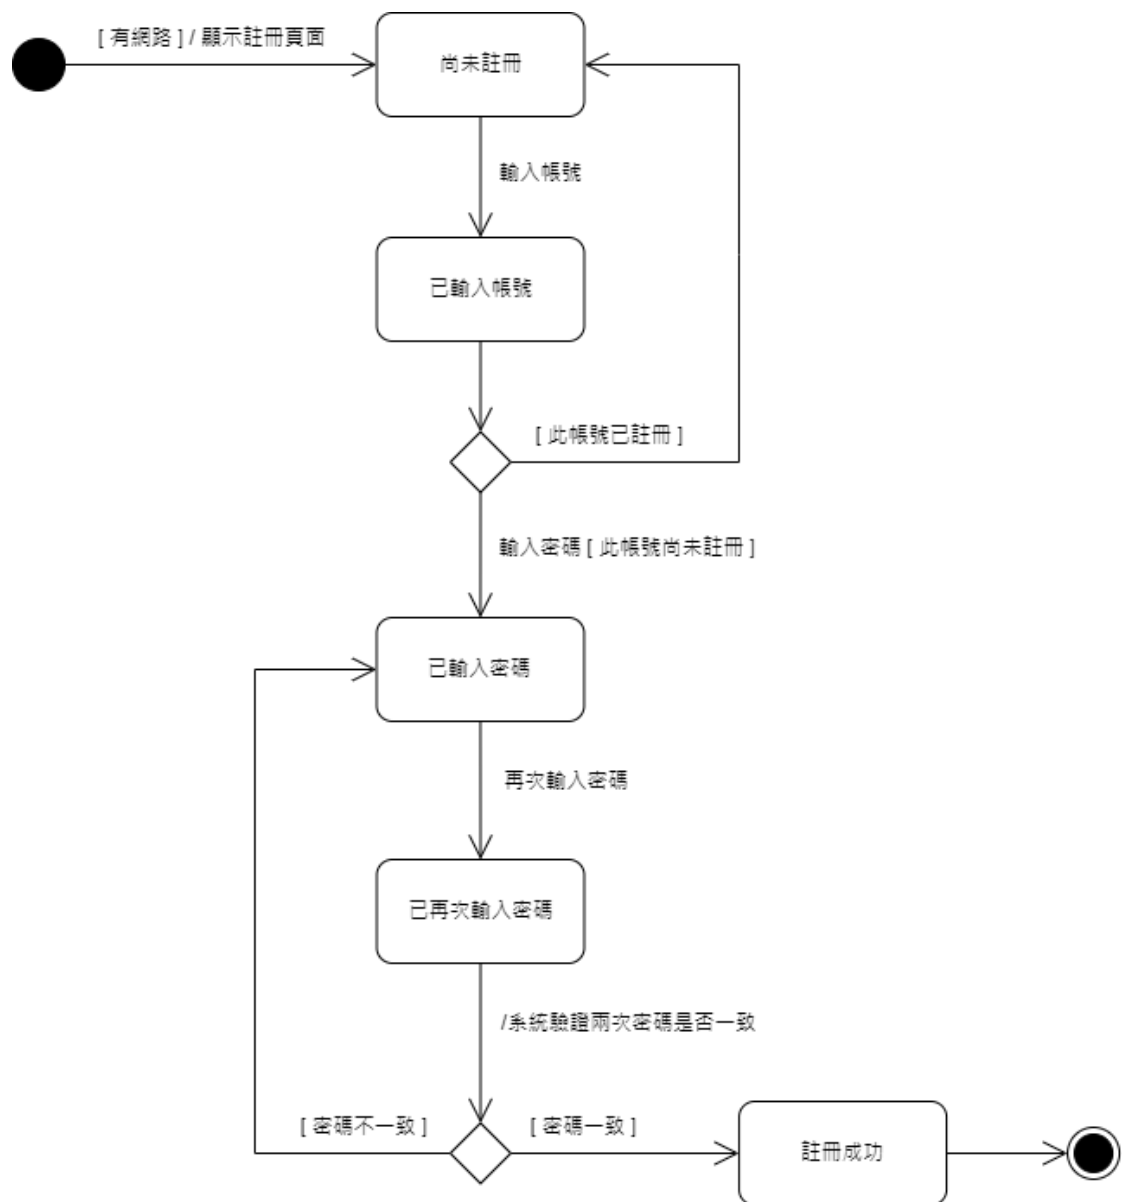 [ 有網路 ] / 顯示註冊頁面
尚未註冊
輸入帳號
已輸入帳號
[ 此帳號已註冊 ]
輸入密碼 [ 此帳號尚未註冊 ]
已輸入密碼
再次輸入密碼
已再次輸入密碼
/系統驗證兩次密碼是否一致
[ 密碼不一致 ]
[ 密碼一致 ]
註冊成功